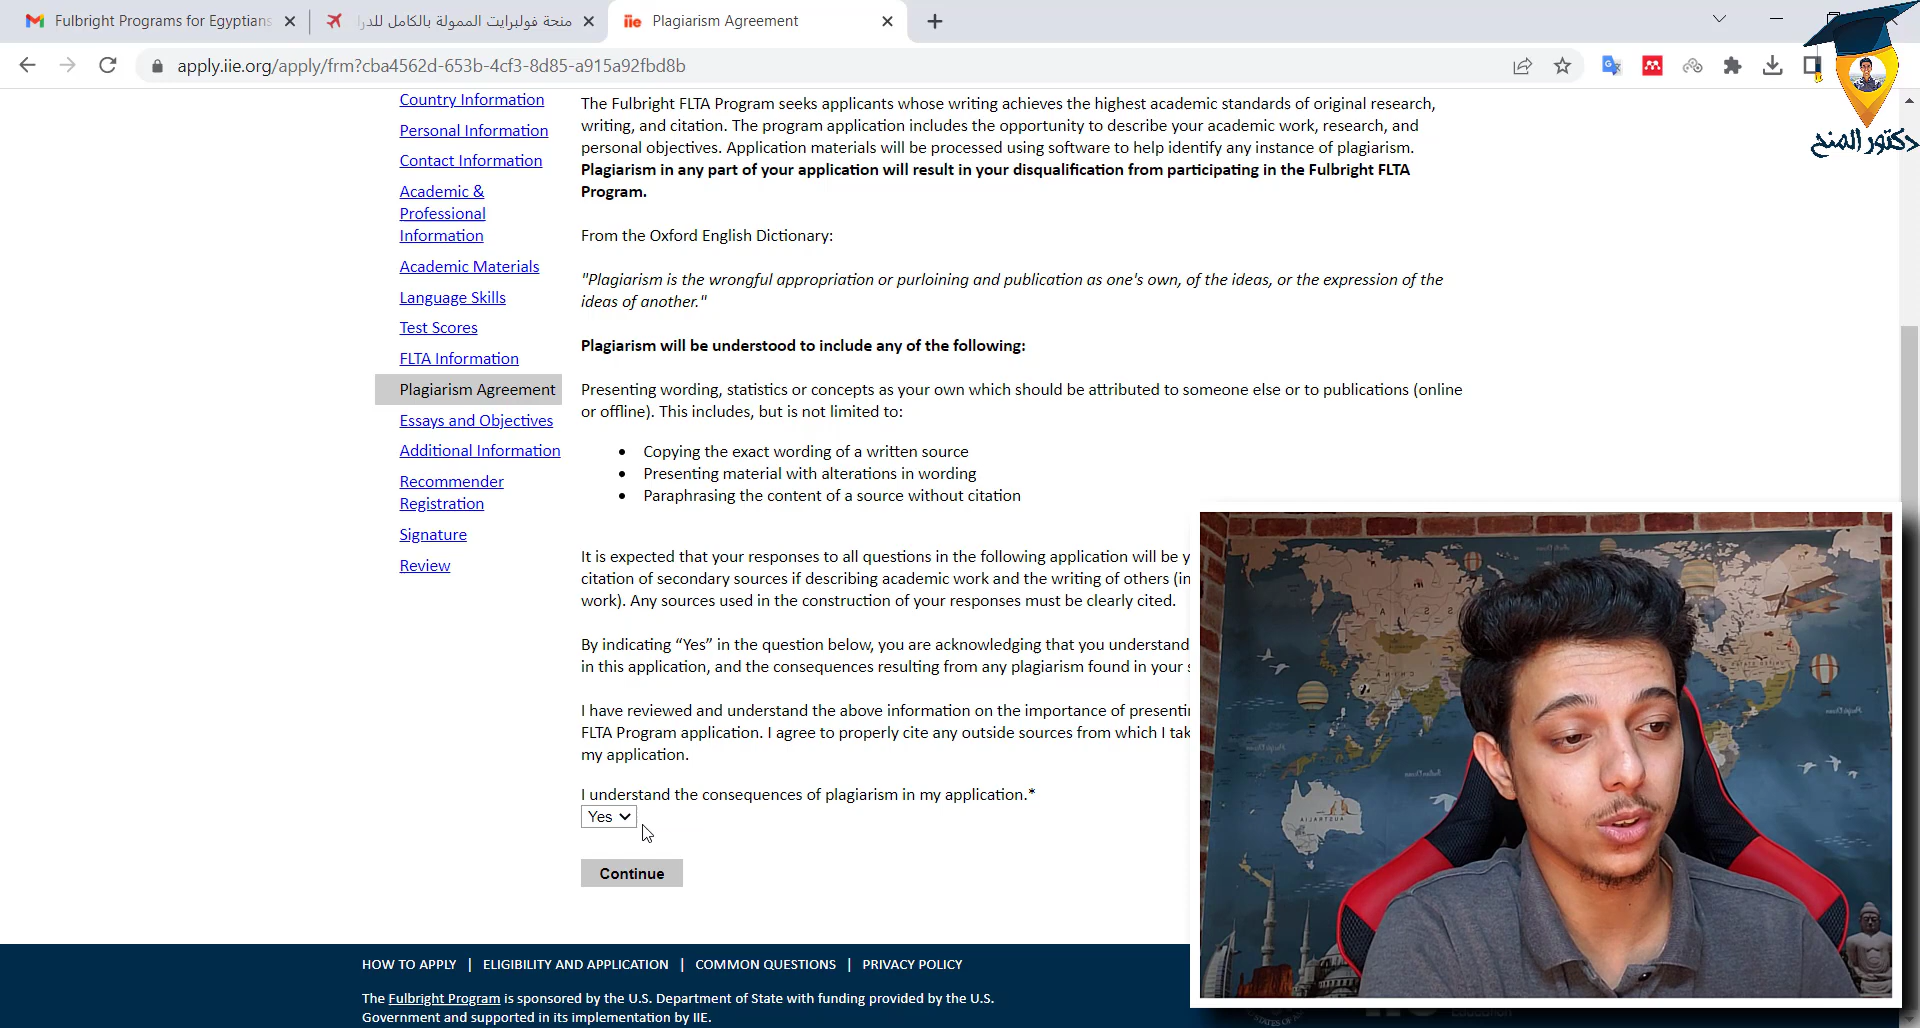 Fulbright Programs for Egyptians
منحة فولبرايت الممولة بالكامل للدرا
iie Plagiarism Agreement
apply.iie.org/apply/frm?cba4562d-653b-4cf3-8d85-a915a92fbd8b
دكتور المنح
Country Information
Personal Information
Contact Information
Academic &
Professional
Information
Academic Materials
Language Skills
Test Scores
FLTA Information
Plagiarism Agreement
Essays and Objectives
Additional Information
Recommender
Registration
Signature
Review
The Fulbright FLTA Program seeks applicants whose writing achieves the highest academic standards of original research,
writing, and citation. The program application includes the opportunity to describe your academic work, research, and
personal objectives. Application materials will be processed using software to help identify any instance of plagiarism.
Plagiarism in any part of your application will result in your disqualification from participating in the Fulbright FLTA
Program.
From the Oxford English Dictionary:
"Plagiarism is the wrongful appropriation or purloining and publication as one's own, of the ideas, or the expression of the
ideas of another."
Plagiarism will be understood to include any of the following:
Presenting wording, statistics or concepts as your own which should be attributed to someone else or to publications (online
or offline). This includes, but is not limited to:
• Copying the exact wording of a written source
• Presenting material with alterations in wording
• Paraphrasing the content of a source without citation
It is expected that your responses to all questions in the following application will be y
citation of secondary sources if describing academic work and the writing of others (in
work). Any sources used in the construction of your responses must be clearly cited.
By indicating “Yes” in the question below, you are acknowledging that you understand
in this application, and the consequences resulting from any plagiarism found in your s
I have reviewed and understand the above information on the importance of presenti
FLTA Program application. I agree to properly cite any outside sources from which I tak
my application.
I understand the consequences of plagiarism in my application.*
Yes
Continue
HOW TO APPLY | ELIGIBILITY AND APPLICATION | COMMON QUESTIONS | PRIVACY POLICY
The Fulbright Program is sponsored by the U.S. Department of State with funding provided by the U.S.
Government and supported in its implementation by IIE.